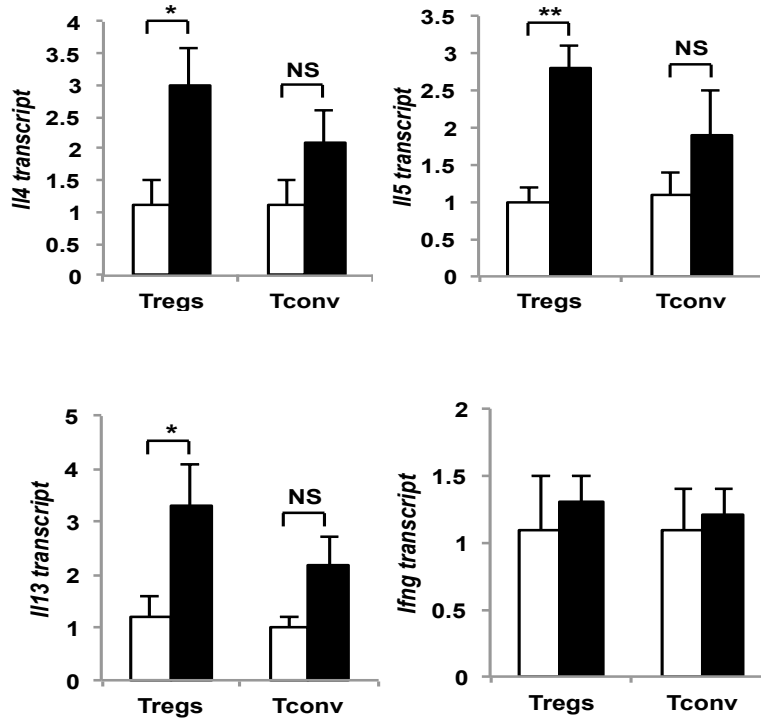 Il4 transcript
4
3.5
3
2.5
2
1.5
1
0.5
0
*
NS
Tregs
Tconv
Il5 transcript
3.5
3
2.5
2
1.5
1
0.5
0
**
NS
Tregs
Tconv
Il13 transcript
5
4
3
2
1
0
*
NS
Tregs
Tconv
Ifng transcript
2
1.5
1
0.5
0
Tregs
Tconv